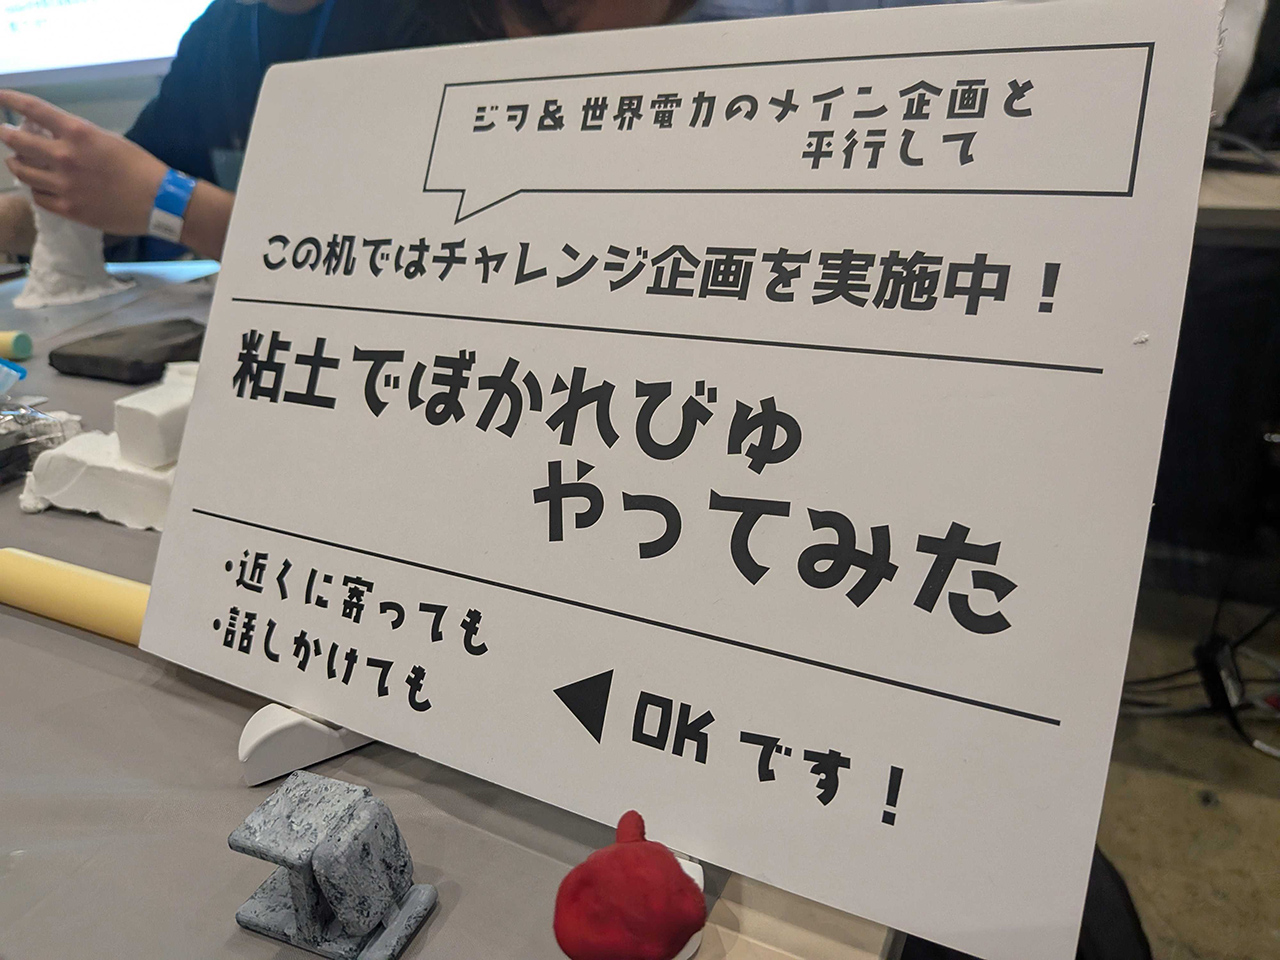 ジヲ&世界電力のメイン企画と
平行して
この机ではチャレンジ企画を実施中！
粘土でぼかれびゅ
やってみた
・近くに寄っても
・話しかけても
◀OKです！